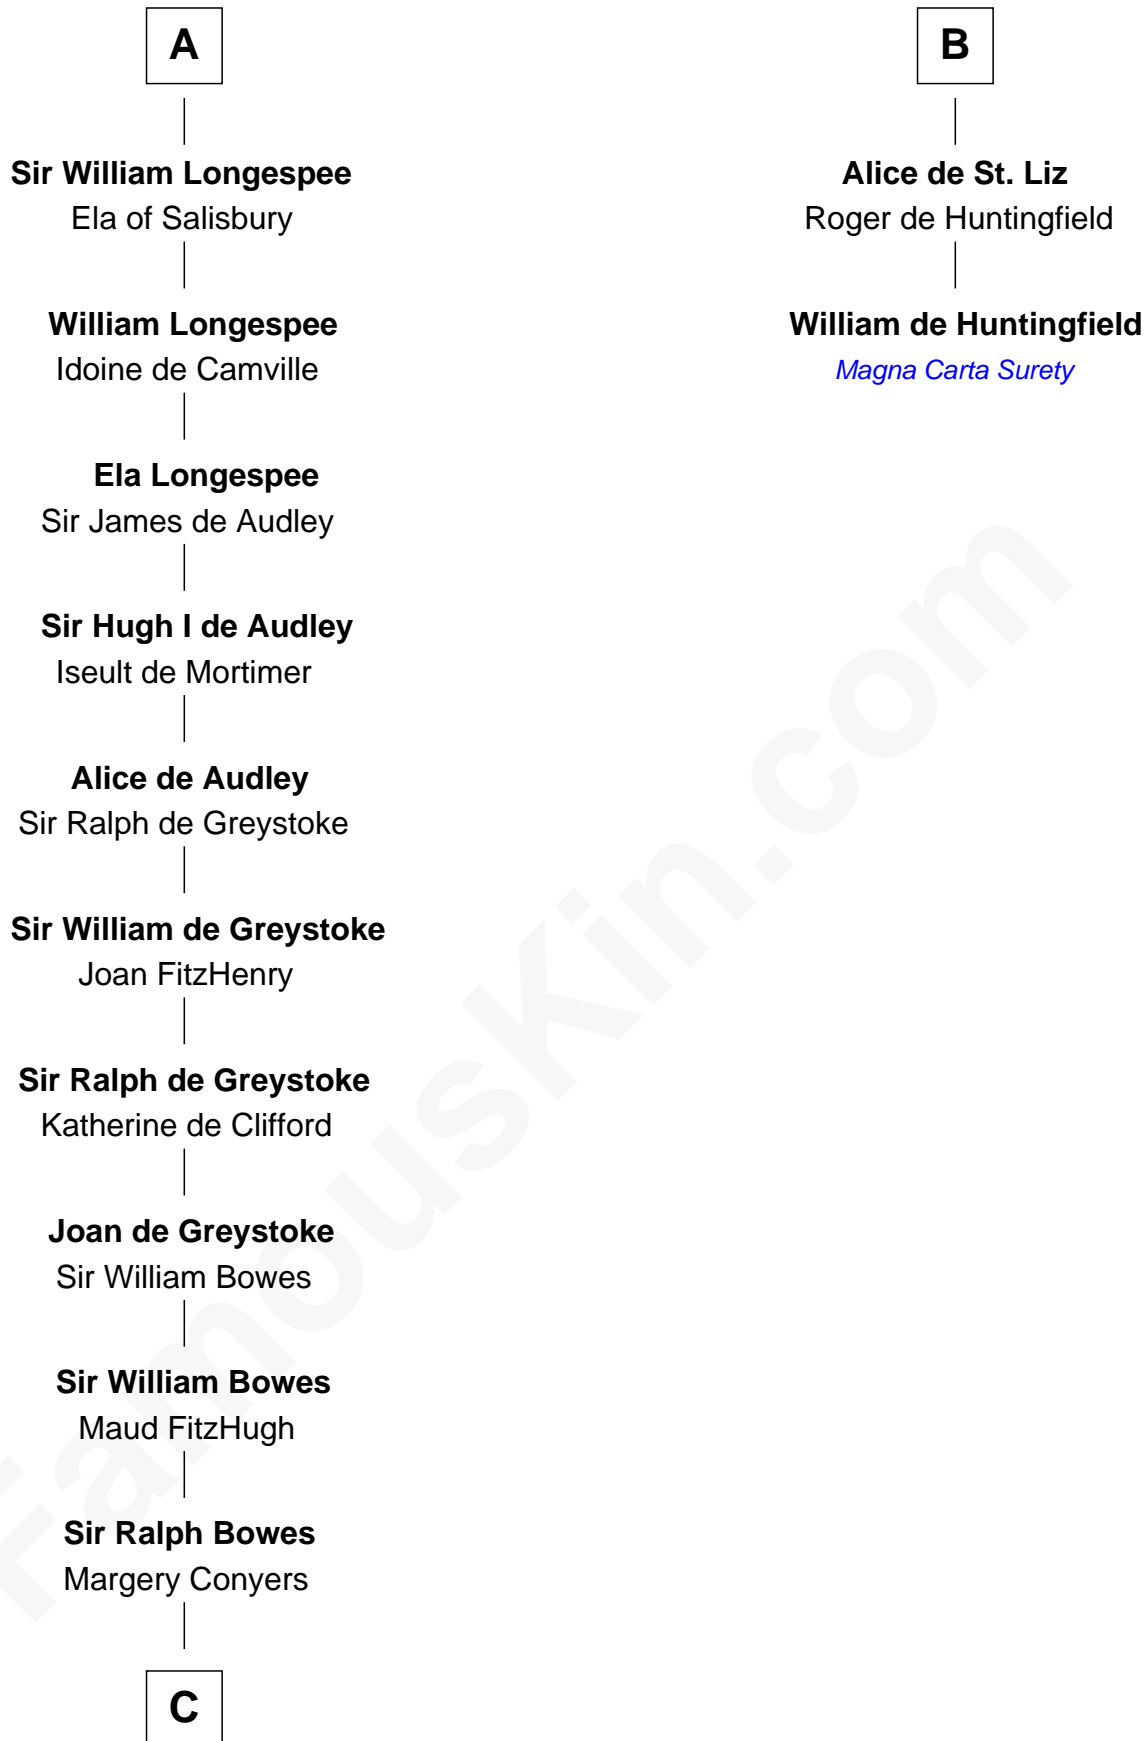 A
Sir William Longespee
Ela of Salisbury
William Longespee
Idoine de Camville
Ela Longespee
Sir James de Audley
Sir Hugh I de Audley
Iseult de Mortimer
Alice de Audley
Sir Ralph de Greystoke
Sir William de Greystoke
Joan FitzHenry
Sir Ralph de Greystoke
Katherine de Clifford
Joan de Greystoke
Sir William Bowes
Sir William Bowes
Maud FitzHugh
Sir Ralph Bowes
Margery Conyers
C
B
Alice de St. Liz
Roger de Huntingfield
William de Huntingfield
Magna Carta Surety
FamousKin.com